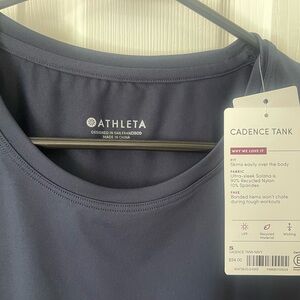 ATHLETA
DESIGNED IN SAN FRANCISCO
MADE IN CHINA
CADENCE TANK
WHY WE LOVE IT
FIT
Skims easily over the body
FABRIC
Ultra-sleek Solana is
90% Recycled Nylon
10% Spandex
FREE
Bonded hems won't chafe
during tough workouts
UPF
Recycled
Material
Wicking
S
CADENCE TANK NAVY
$54.00